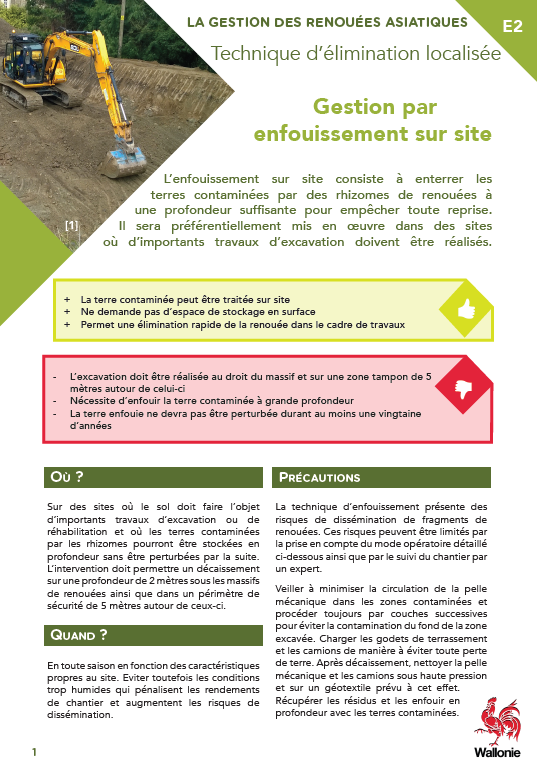 LA GESTION DES RENOUÉES ASIATIQUES
E2
Technique d'élimination localisée
Gestion par
enfouissement sur site
L'enfouissement sur site consiste à enterrer les
terres contaminées par des rhizomes de renouées à
une profondeur suffisante pour empêcher toute reprise.
[1]
Il sera préférentiellement mis en œuvre dans des sites
où d'importants travaux d'excavation doivent être réalisés.
+ La terre contaminée peut être traitée sur site
+ Ne demande pas d'espace de stockage en surface
+ Permet une élimination rapide de la renouée dans le cadre de travaux
- L'excavation doit être réalisée au droit du massif et sur une zone tampon de 5
mètres autour de celui-ci
- Nécessite d'enfouir la terre contaminée à grande profondeur
- La terre enfouie ne devra pas être perturbée durant au moins une vingtaine
d'années
Où ?
Sur des sites où le sol doit faire l'objet
d'importants travaux d'excavation ou de
réhabilitation et où les terres contaminées
par les rhizomes pourront être stockées en
profondeur sans être perturbées par la suite.
L'intervention doit permettre un décaissement
sur une profondeur de 2 mètres sous les massifs
de renouées ainsi que dans un périmètre de
sécurité de 5 mètres autour de ceux-ci.
Quand ?
En toute saison en fonction des caractéristiques
propres au site. Eviter toutefois les conditions
trop humides qui pénalisent les rendements
de chantier et augmentent les risques de
dissémination.
Précautions
La technique d'enfouissement présente des
risques de dissémination de fragments de
renouées. Ces risques peuvent être limités par
la prise en compte du mode opératoire détaillé
ci-dessous ainsi que par le suivi du chantier par
un expert.
Veiller à minimiser la circulation de la pelle
mécanique dans les zones contaminées et
procéder toujours par couches successives
pour éviter la contamination du fond de la zone
excavée. Charger les godets de terrassement
et les camions de manière à éviter toute perte
de terre. Après décaissement, nettoyer la pelle
mécanique et les camions sous haute pression
et sur un géotextile prévu à cet effet.
Récupérer les résidus et les enfouir en
profondeur avec les terres contaminées.
Wallonie
1